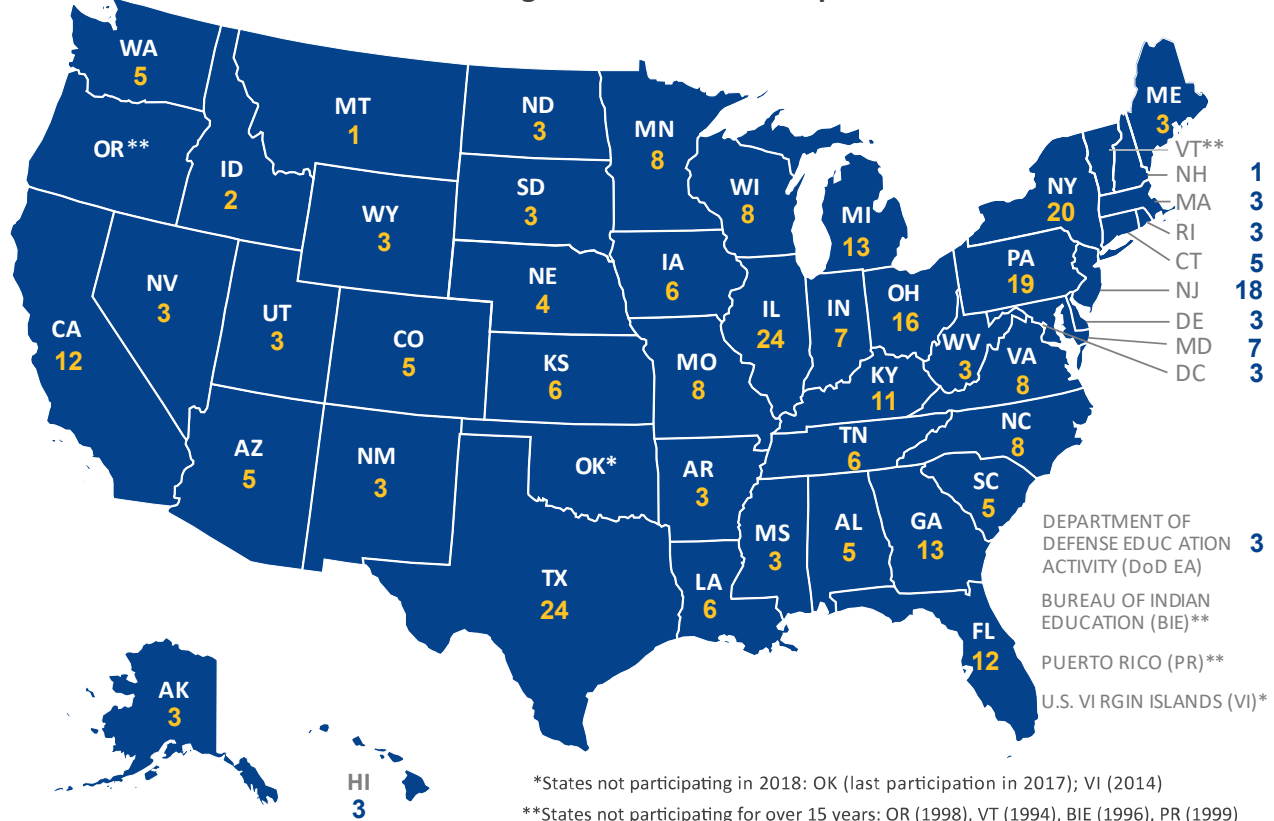 WA
5
OR**
MT
1
ID
2
WY
3
ND
3
SD
3
NE
4
MN
8
WI
8
IA
6
MI
13
NV
3
UT
3
CA
12
CO
5
KS
6
MO
8
IL
24
IN
7
OH
16
PA
19
NY
20
ME
3
VT**
NH 1
MA 3
RI 3
CT 5
NJ 18
DE 3
MD 7
DC 3
WV
3
VA
8
KY
11
TN
6
NC
8
SC
5
AZ
5
NM
3
OK*
AR
3
TX
24
LA
6
MS
3
AL
5
GA
13
FL
12
AK
3
HI
3
DEPARTMENT OF
DEFENSE EDUC ATION 3
ACTIVITY (DoD EA)
BUREAU OF INDIAN
EDUCATION (BIE)**
PUERTO RICO (PR)**
U.S. VI RGIN ISLANDS (VI)*
*States not participating in 2018: OK (last participation in 2017); VI (2014)
**States not participating for over 15 years: OR (1998), VT (1994), BIE (1996), PR (1999)